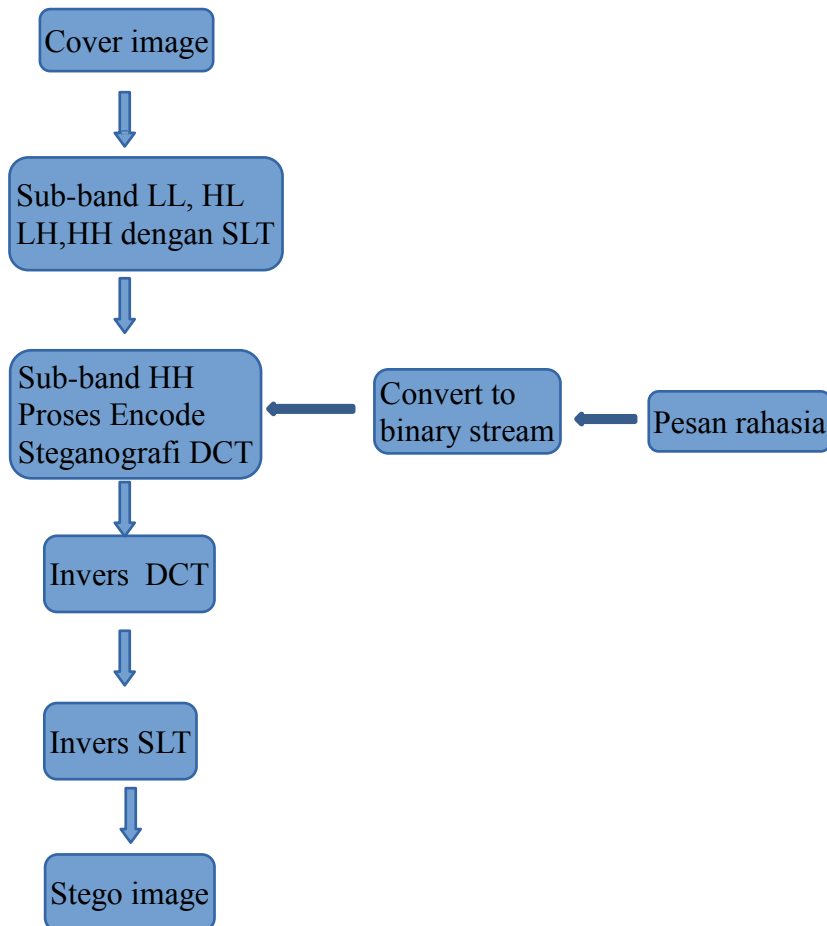 Cover image
Sub-band LL, HL
LH,HH dengan SLT
Sub-band HH
Proses Encode
Steganografi DCT
Convert to
binary stream
Pesan rahasia
Invers  DCT
Invers SLT
Stego image